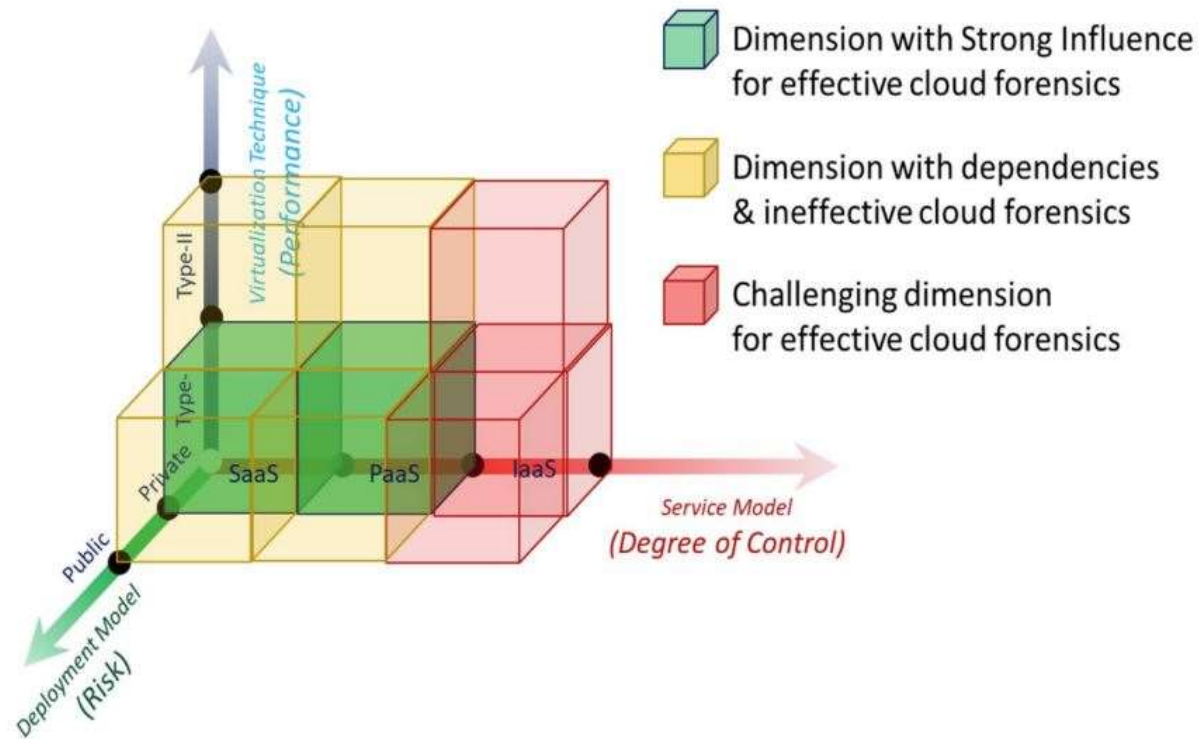 Dimension with Strong Influence
for effective cloud forensics
Dimension with dependencies
& ineffective cloud forensics
Challenging dimension
for effective cloud forensics
Virtualization Technique
(Performance)
Type-II
Type-
Private
Public
SaaS
PaaS
IaaS
Service Model
(Degree of Control)
Deployment Model
(Risk)